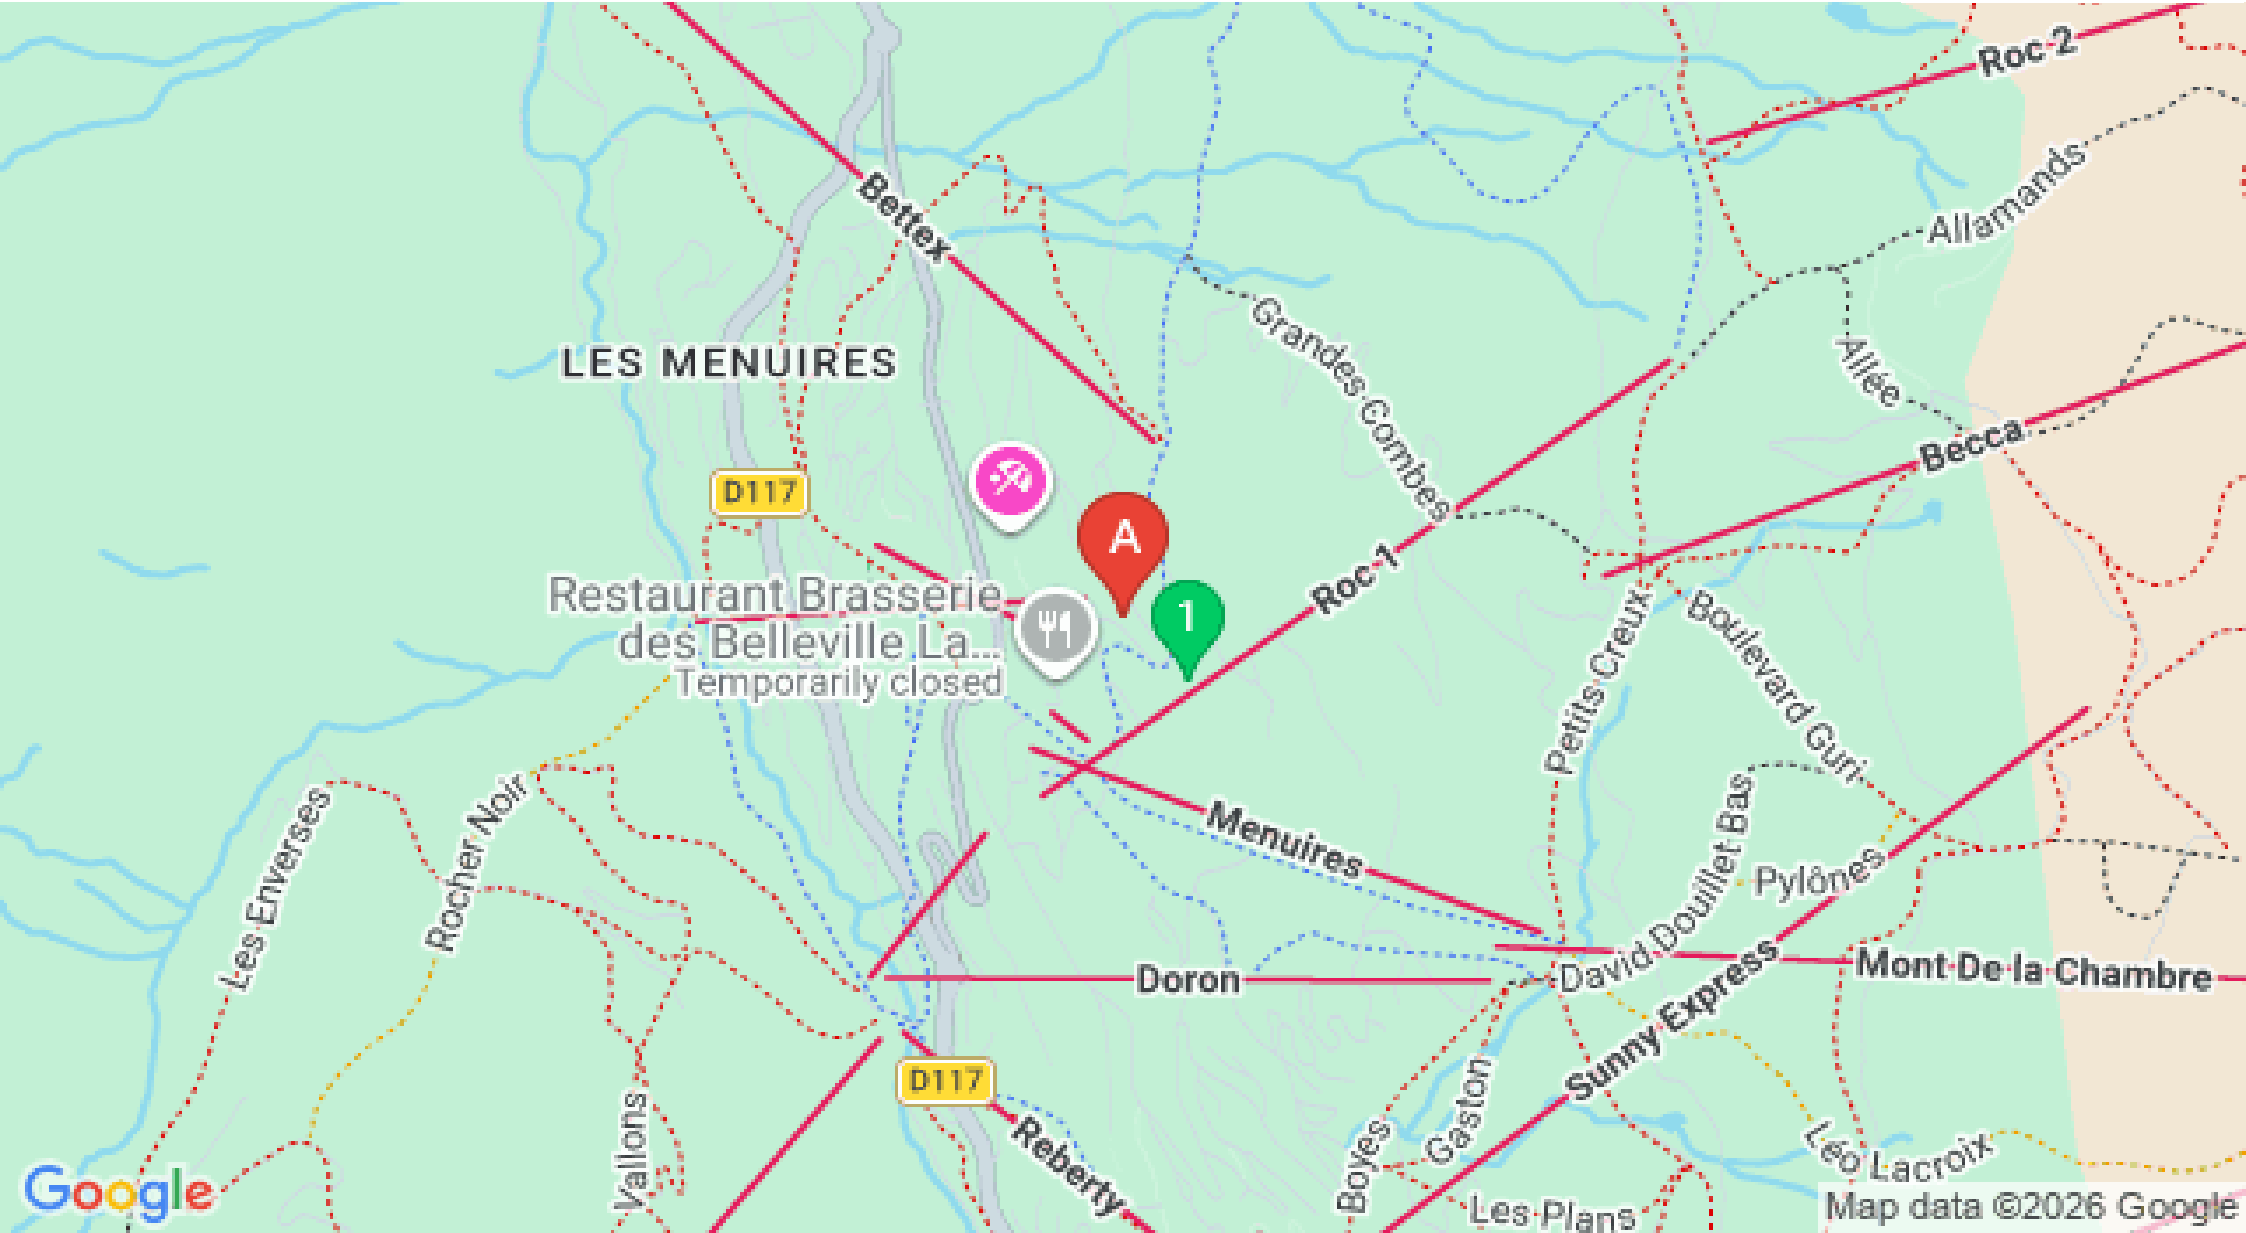 Roc 2
Allamands
Bettex
Grandes Combes
Allée
LES MENUIRES
Becca
D117
A
Roc 1
1
Restaurant Brasserie
des Belleville La...
Temporarily closed
Petits Creux
Boulevard Guri
Les Enverses
Rocher Noir
Menuires
David Douillet Bas
Pylônes
Doron
Mont De la Chambre
Sunny Express
D117
Vallons
Reberty
Boyes
Gaston
Léo Lacroix
Les Plans
Google
Map data ©2026 Google